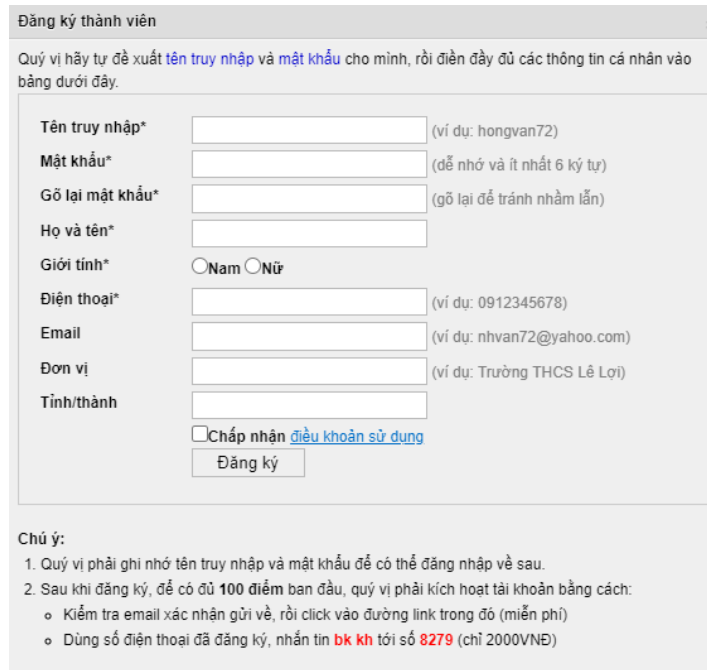 Đăng ký thành viên
Quý vị hãy tự đề xuất tên truy nhập và mật khẩu cho mình, rồi điền đầy đủ các thông tin cá nhân vào
bảng dưới đây.
Tên truy nhập* (ví dụ: hongvan72)
Mật khẩu* (dễ nhớ và ít nhất 6 ký tự)
Gõ lại mật khẩu* (gõ lại để tránh nhầm lẫn)
Họ và tên*
Giới tính* Nam Nữ
Điện thoại* (ví dụ: 0912345678)
Email (ví dụ: nhvan72@yahoo.com)
Đơn vị (ví dụ: Trường THCS Lê Lợi)
Tỉnh/thành
Chấp nhận điều khoản sử dụng
Đăng ký
Chú ý:
1. Quý vị phải ghi nhớ tên truy nhập và mật khẩu để có thể đăng nhập về sau.
2. Sau khi đăng ký, để có đủ 100 điểm ban đầu, quý vị phải kích hoạt tài khoản bằng cách:
Kiểm tra email xác nhận gửi về, rồi click vào đường link trong đó (miễn phí)
Dùng số điện thoại đã đăng ký, nhắn tin bk kh tới số 8279 (chỉ 2000VNĐ)